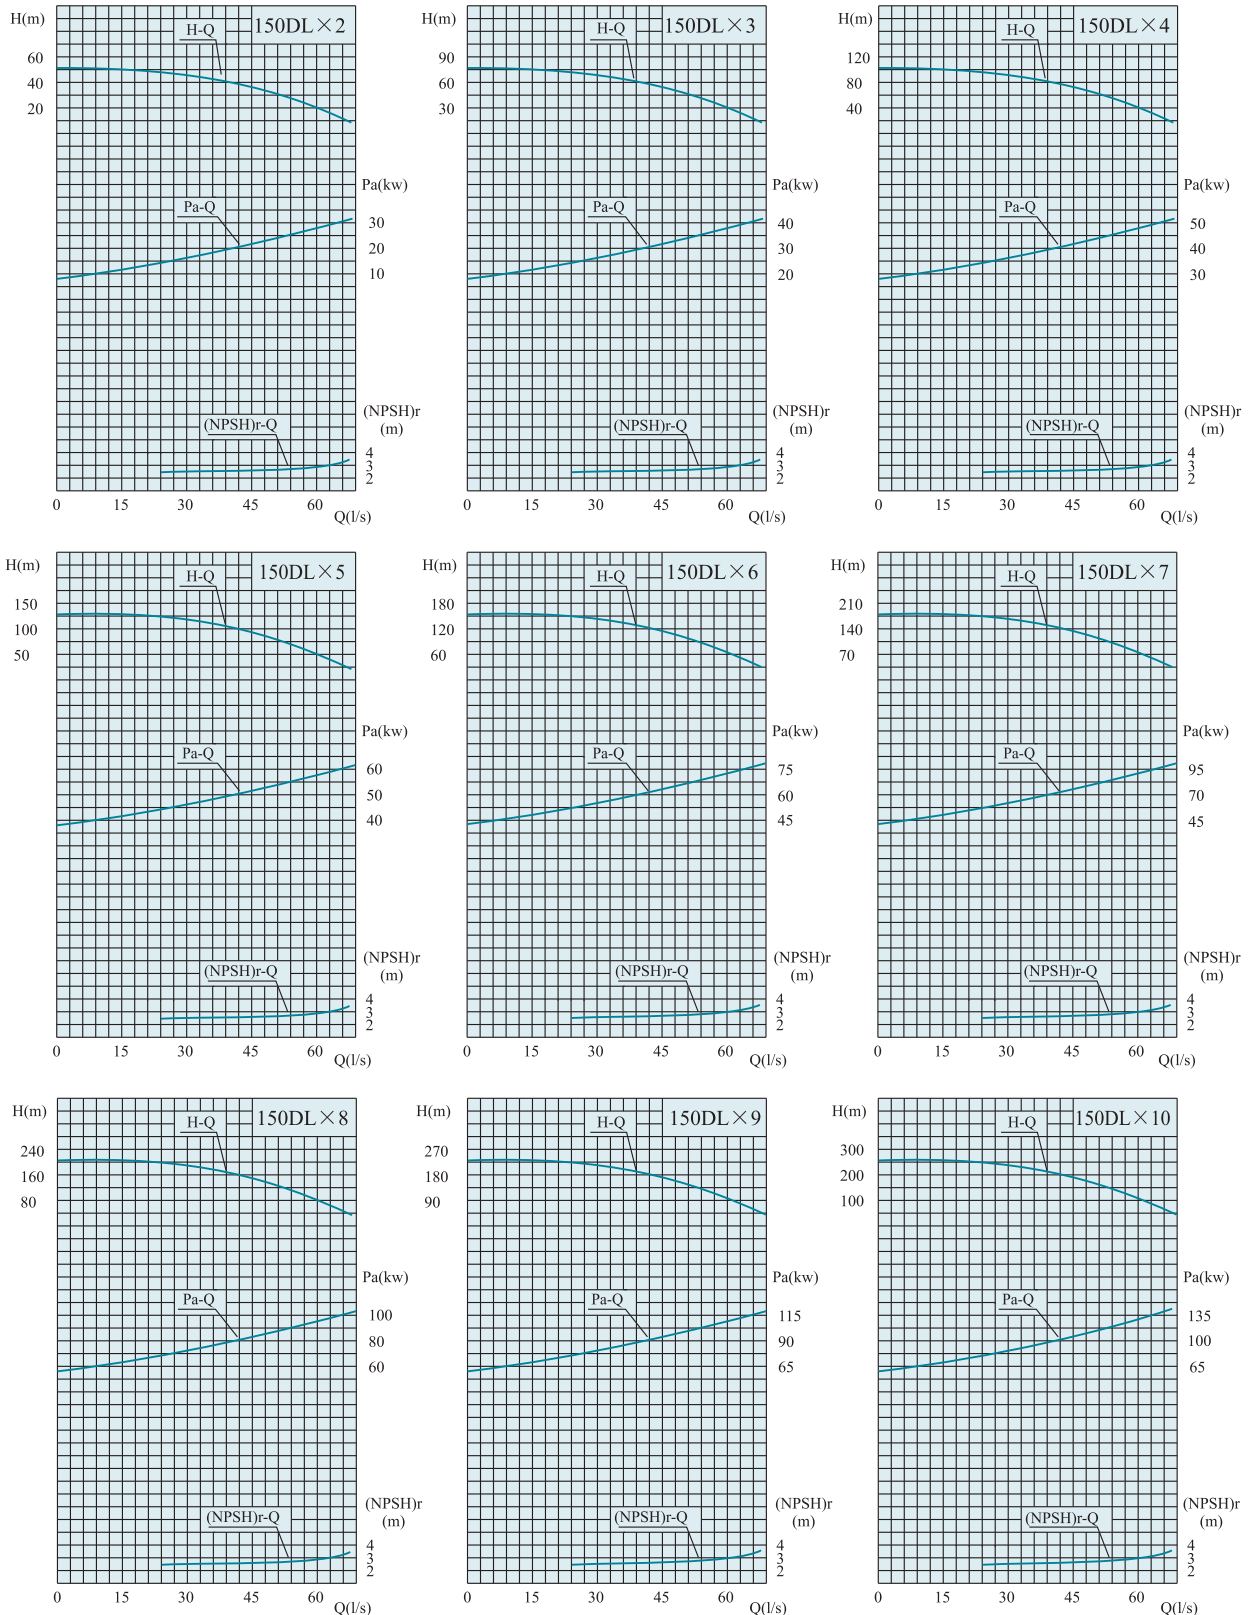 H(m) H-Q 150DL×2
60
40
20
Pa(kw)
Pa-Q
30
20
10
(NPSH)r
(m)
(NPSH)r-Q
4
3
2
0 15 30 45 60
Q(l/s)
H(m) H-Q 150DL×3
90
60
30
Pa(kw)
Pa-Q
40
30
20
(NPSH)r
(m)
(NPSH)r-Q
4
3
2
0 15 30 45 60
Q(l/s)
H(m) H-Q 150DL×4
120
80
40
Pa(kw)
Pa-Q
50
40
30
(NPSH)r
(m)
(NPSH)r-Q
4
3
2
0 15 30 45 60
Q(l/s)
H(m) H-Q 150DL×5
150
100
50
Pa(kw)
Pa-Q
60
50
40
(NPSH)r
(m)
(NPSH)r-Q
4
3
2
0 15 30 45 60
Q(l/s)
H(m) H-Q 150DL×6
180
120
60
Pa(kw)
Pa-Q
75
60
45
(NPSH)r
(m)
(NPSH)r-Q
4
3
2
0 15 30 45 60
Q(l/s)
H(m) H-Q 150DL×7
210
140
70
Pa(kw)
Pa-Q
95
70
45
(NPSH)r
(m)
(NPSH)r-Q
4
3
2
0 15 30 45 60
Q(l/s)
H(m) H-Q 150DL×8
240
160
80
Pa(kw)
Pa-Q
100
80
60
(NPSH)r
(m)
(NPSH)r-Q
4
3
2
0 15 30 45 60
Q(l/s)
H(m) H-Q 150DL×9
270
180
90
Pa(kw)
Pa-Q
115
90
65
(NPSH)r
(m)
(NPSH)r-Q
4
3
2
0 15 30 45 60
Q(l/s)
H(m) H-Q 150DL×10
300
200
100
Pa(kw)
Pa-Q
135
100
65
(NPSH)r
(m)
(NPSH)r-Q
4
3
2
0 15 30 45 60
Q(l/s)